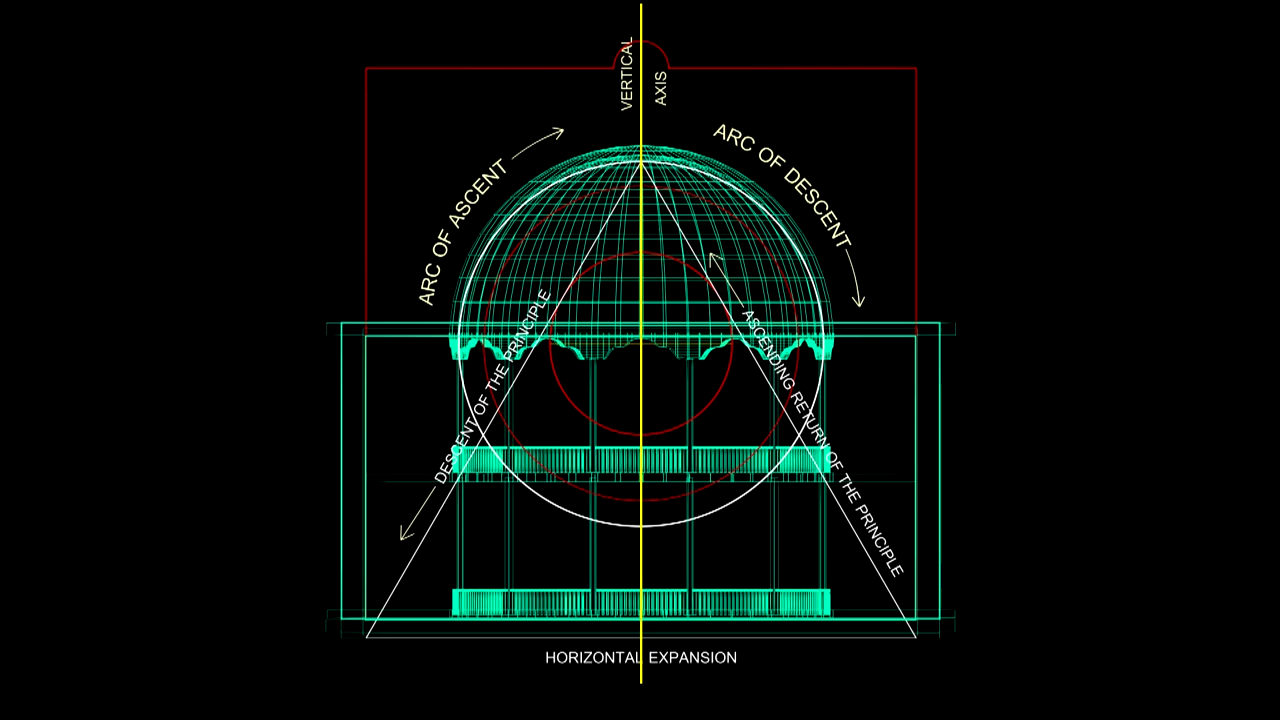 VERTICAL
AXIS
ARC OF ASCENT
ARC OF DESCENT
DESCENT OF THE PRINCIPLE
ASCENDING RETURN OF THE PRINCIPLE
HORIZONTAL EXPANSION